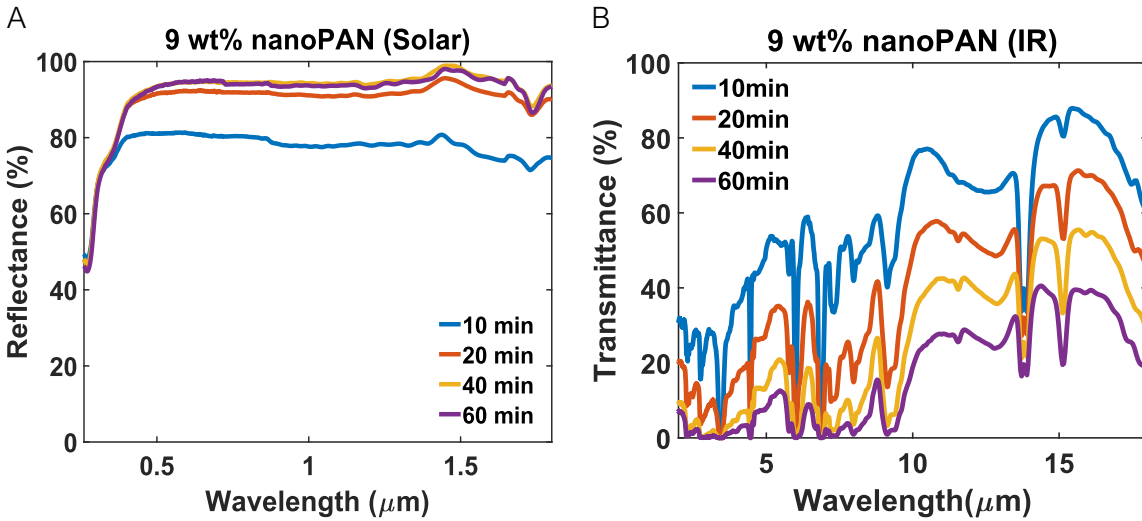 A
9 wt% nanoPAN (Solar)
Reflectance (%)
100
80
60
40
20
0
0.5
1
1.5
Wavelength (μm)
10 min
20 min
40 min
60 min
B
9 wt% nanoPAN (IR)
Transmittance (%)
100
80
60
40
20
0
5
10
15
Wavelength(μm)
10min
20min
40min
60min